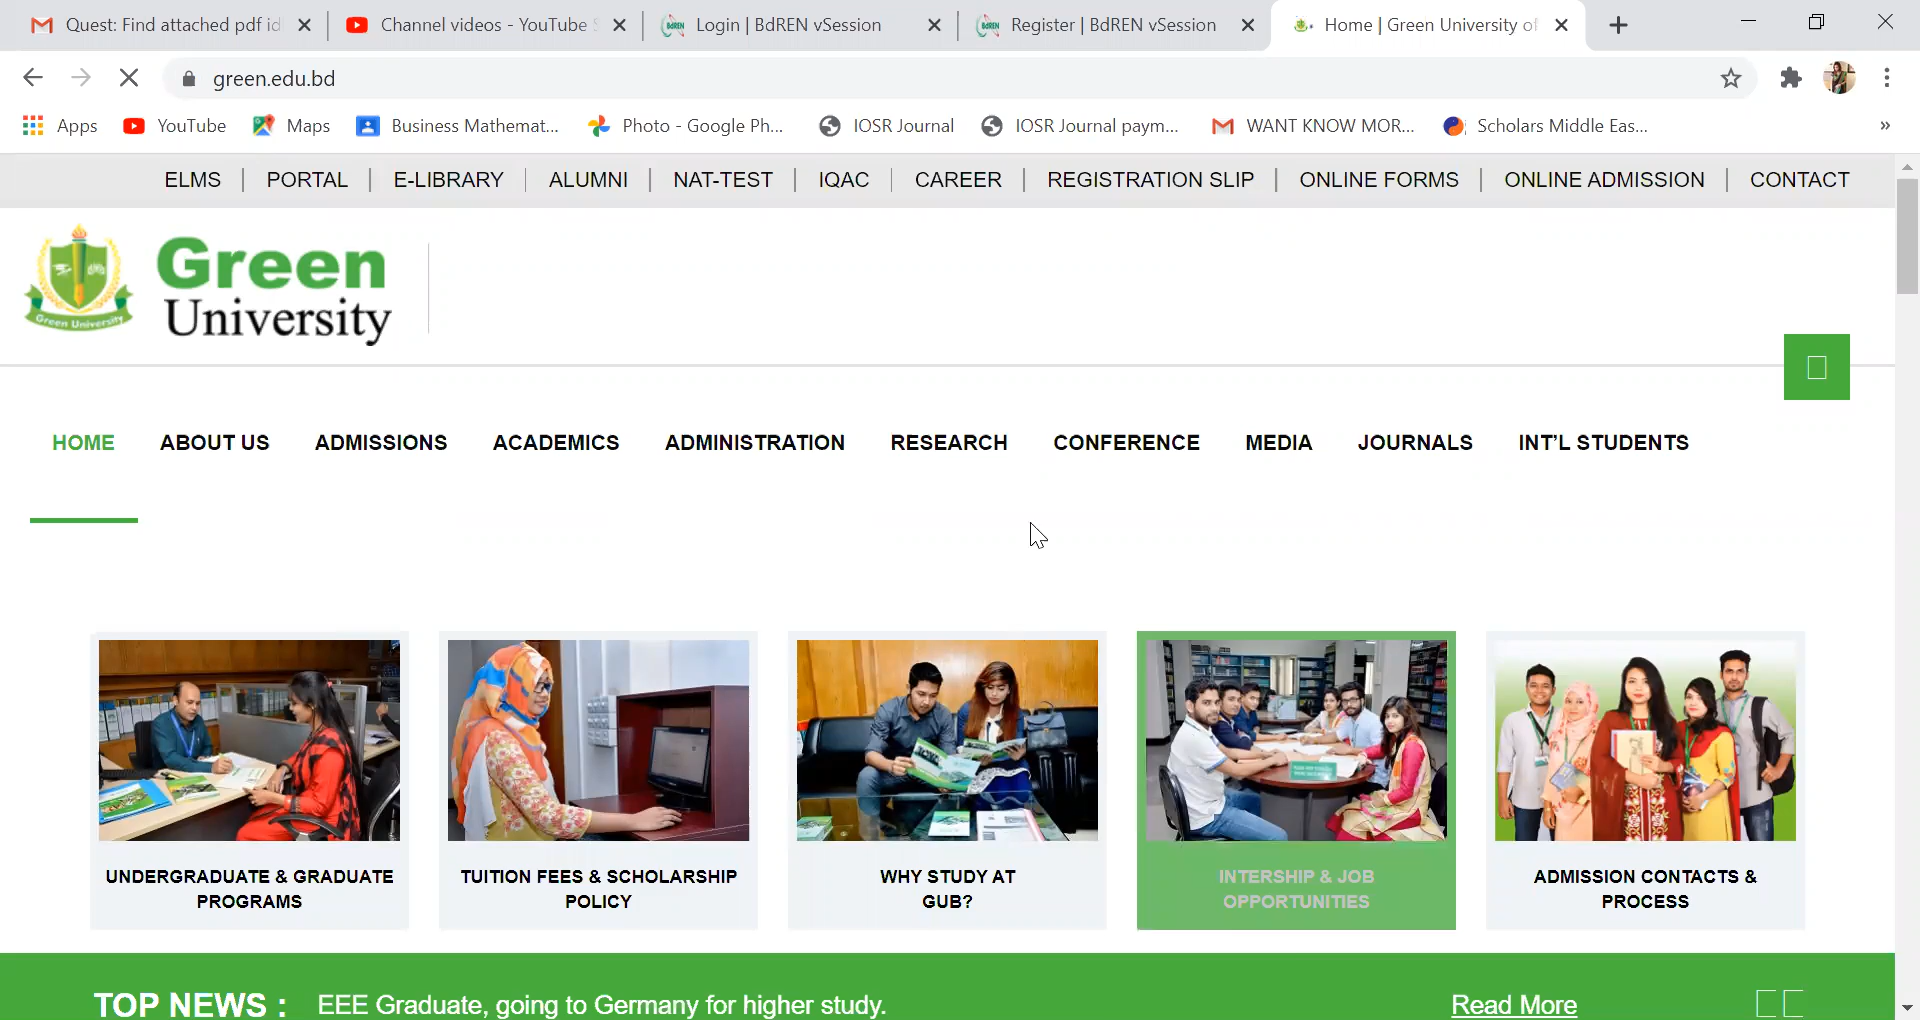 Quest: Find attached pdf id
Channel videos - YouTube S
Login | BdREN vSession
Register | BdREN vSession
Home | Green University of
green.edu.bd
Apps
YouTube
Maps
Business Mathemat...
Photo - Google Ph...
IOSR Journal
IOSR Journal paym...
WANT KNOW MOR...
Scholars Middle Eas...
»
ELMS | PORTAL | E-LIBRARY | ALUMNI | NAT-TEST | IQAC | CAREER | REGISTRATION SLIP | ONLINE FORMS | ONLINE ADMISSION | CONTACT
Green University
Green
University
HOME
ABOUT US
ADMISSIONS
ACADEMICS
ADMINISTRATION
RESEARCH
CONFERENCE
MEDIA
JOURNALS
INT'L STUDENTS
UNDERGRADUATE & GRADUATE
PROGRAMS
TUITION FEES & SCHOLARSHIP
POLICY
WHY STUDY AT
GUB?
INTERSHIP & JOB
OPPORTUNITIES
ADMISSION CONTACTS &
PROCESS
TOP NEWS :
EEE Graduate, going to Germany for higher study.
Read More